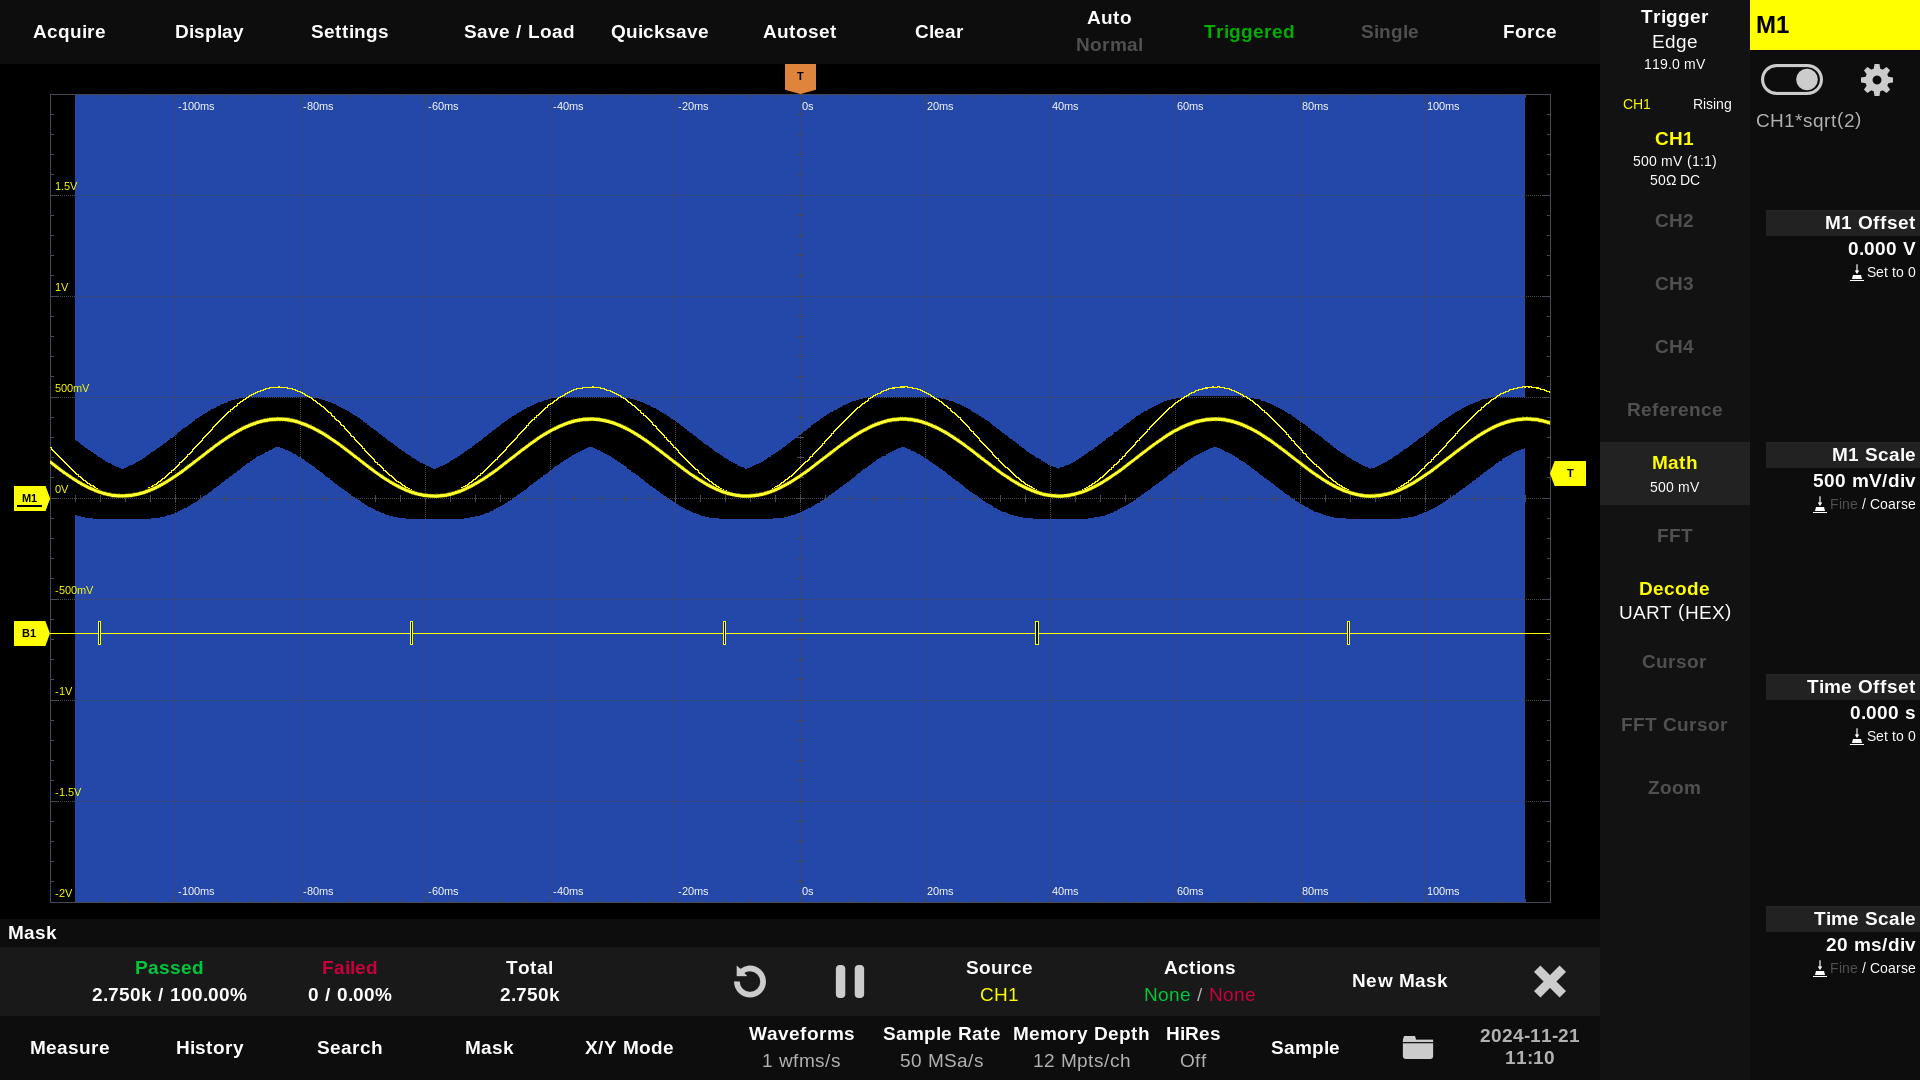 Acquire
Display
Settings
Save / Load
Quicksave
Autoset
Clear
Auto
Normal
Triggered
Single
Force
T
-100ms
-80ms
-60ms
-40ms
-20ms
0s
20ms
40ms
60ms
80ms
100ms
1.5V
1V
500mV
0V
-500mV
-1V
-1.5V
-2V
M1
B1
T
-100ms
-80ms
-60ms
-40ms
-20ms
0s
20ms
40ms
60ms
80ms
100ms
Trigger
Edge
119.0 mV
CH1
Rising
CH1
500 mV (1:1)
50Ω DC
CH2
CH3
CH4
Reference
Math
500 mV
FFT
Decode
UART (HEX)
Cursor
FFT Cursor
Zoom
M1
CH1*sqrt(2)
M1 Offset
0.000 V
Set to 0
M1 Scale
500 mV/div
Fine / Coarse
Time Offset
0.000 s
Set to 0
Time Scale
20 ms/div
Fine / Coarse
Mask
Passed
2.750k / 100.00%
Failed
0 / 0.00%
Total
2.750k
Source
CH1
Actions
None / None
New Mask
Measure
History
Search
Mask
X/Y Mode
Waveforms
1 wfms/s
Sample Rate
50 MSa/s
Memory Depth
12 Mpts/ch
HiRes
Off
Sample
2024-11-21
11:10